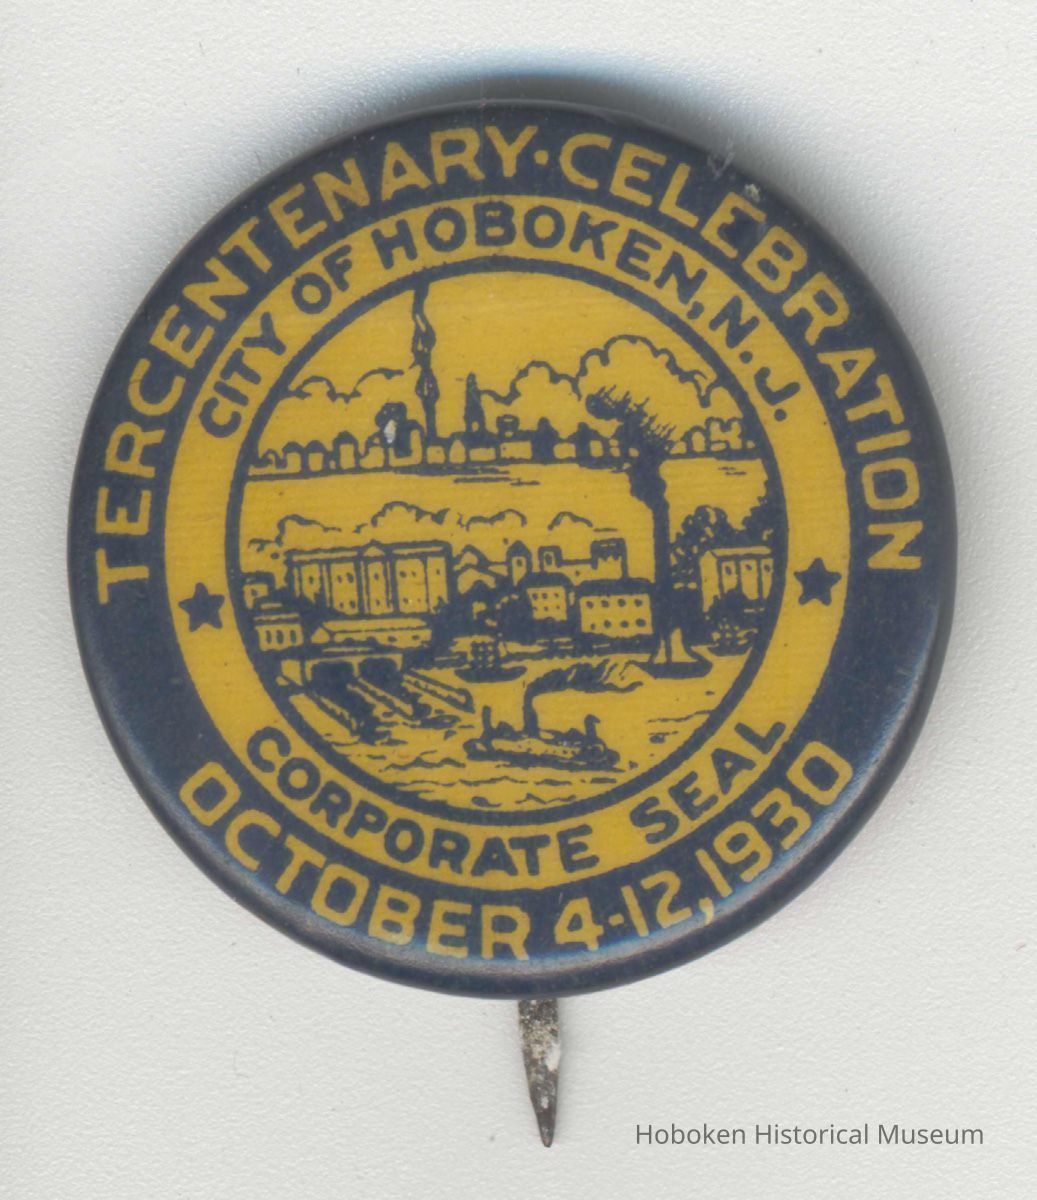 TERCENTENARY·CELEBRATION
CITY OF HOBOKEN, N.J.
CORPORATE SEAL
OCTOBER 4-12, 1930
Hoboken Historical Museum